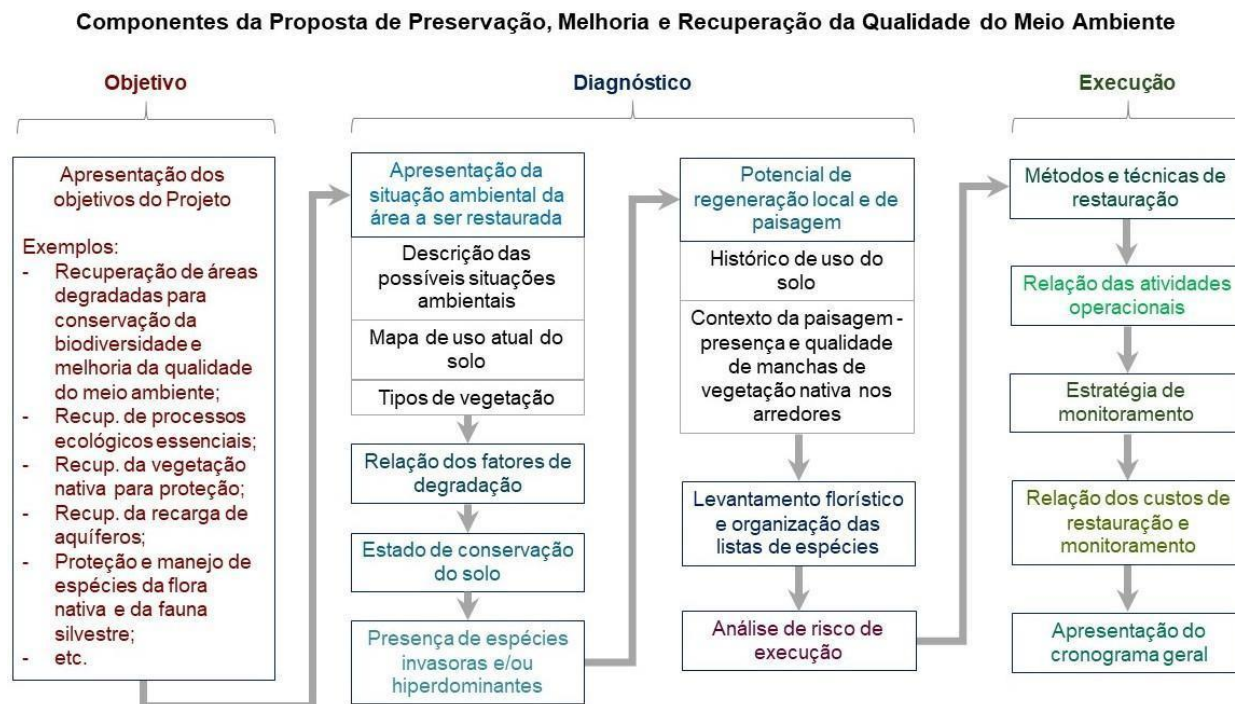 Componentes da Proposta de Preservação, Melhoria e Recuperação da Qualidade do Meio Ambiente
Objetivo
Apresentação dos
objetivos do Projeto
Exemplos:
- Recuperação de áreas
degradadas para
conservação da
biodiversidade e
melhoria da qualidade
do meio ambiente;
- Recup. de processos
ecológicos essenciais;
- Recup. da vegetação
nativa para proteção;
- Recup. da recarga de
aquíferos;
- Proteção e manejo de
espécies da flora
nativa e da fauna
silvestre;
- etc.
Diagnóstico
Apresentação da
situação ambiental da
área a ser restaurada
Descrição das
possíveis situações
ambientais
Mapa de uso atual do
solo
Tipos de vegetação
Relação dos fatores de
degradação
Estado de conservação
do solo
Presença de espécies
invasoras e/ou
hiperdominantes
Potencial de
regeneração local e de
paisagem
Histórico de uso do
solo
Contexto da paisagem -
presença e qualidade
de manchas de
vegetação nativa nos
arredores
Levantamento florístico
e organização das
listas de espécies
Análise de risco de
execução
Execução
Métodos e técnicas de
restauração
Relação das atividades
operacionais
Estratégia de
monitoramento
Relação dos custos de
restauração e
monitoramento
Apresentação do
cronograma geral